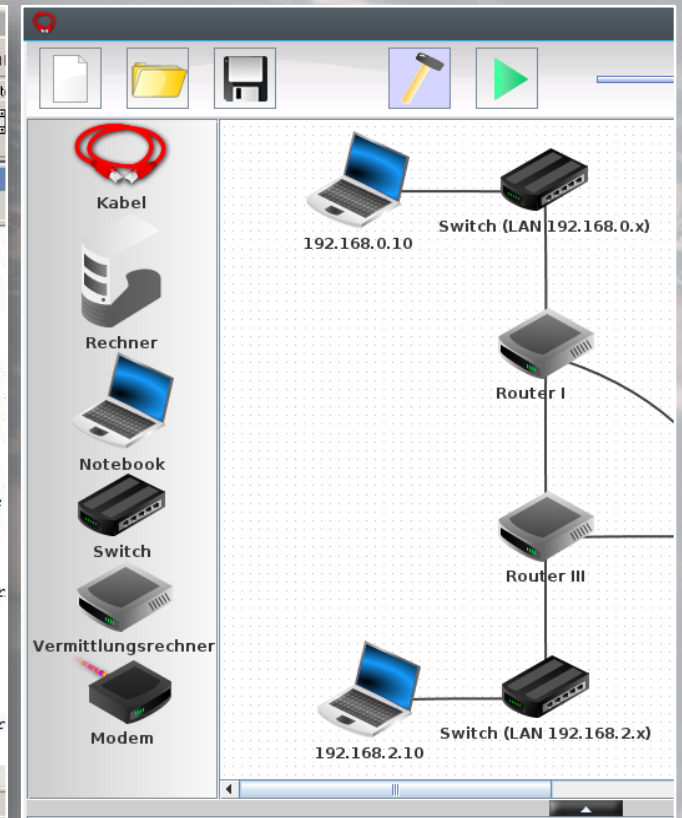 Kabel
Rechner
Notebook
Switch
Vermittlungsrechner
Modem
192.168.0.10
Switch (LAN 192.168.0.x)
Router I
Router III
192.168.2.10
Switch (LAN 192.168.2.x)